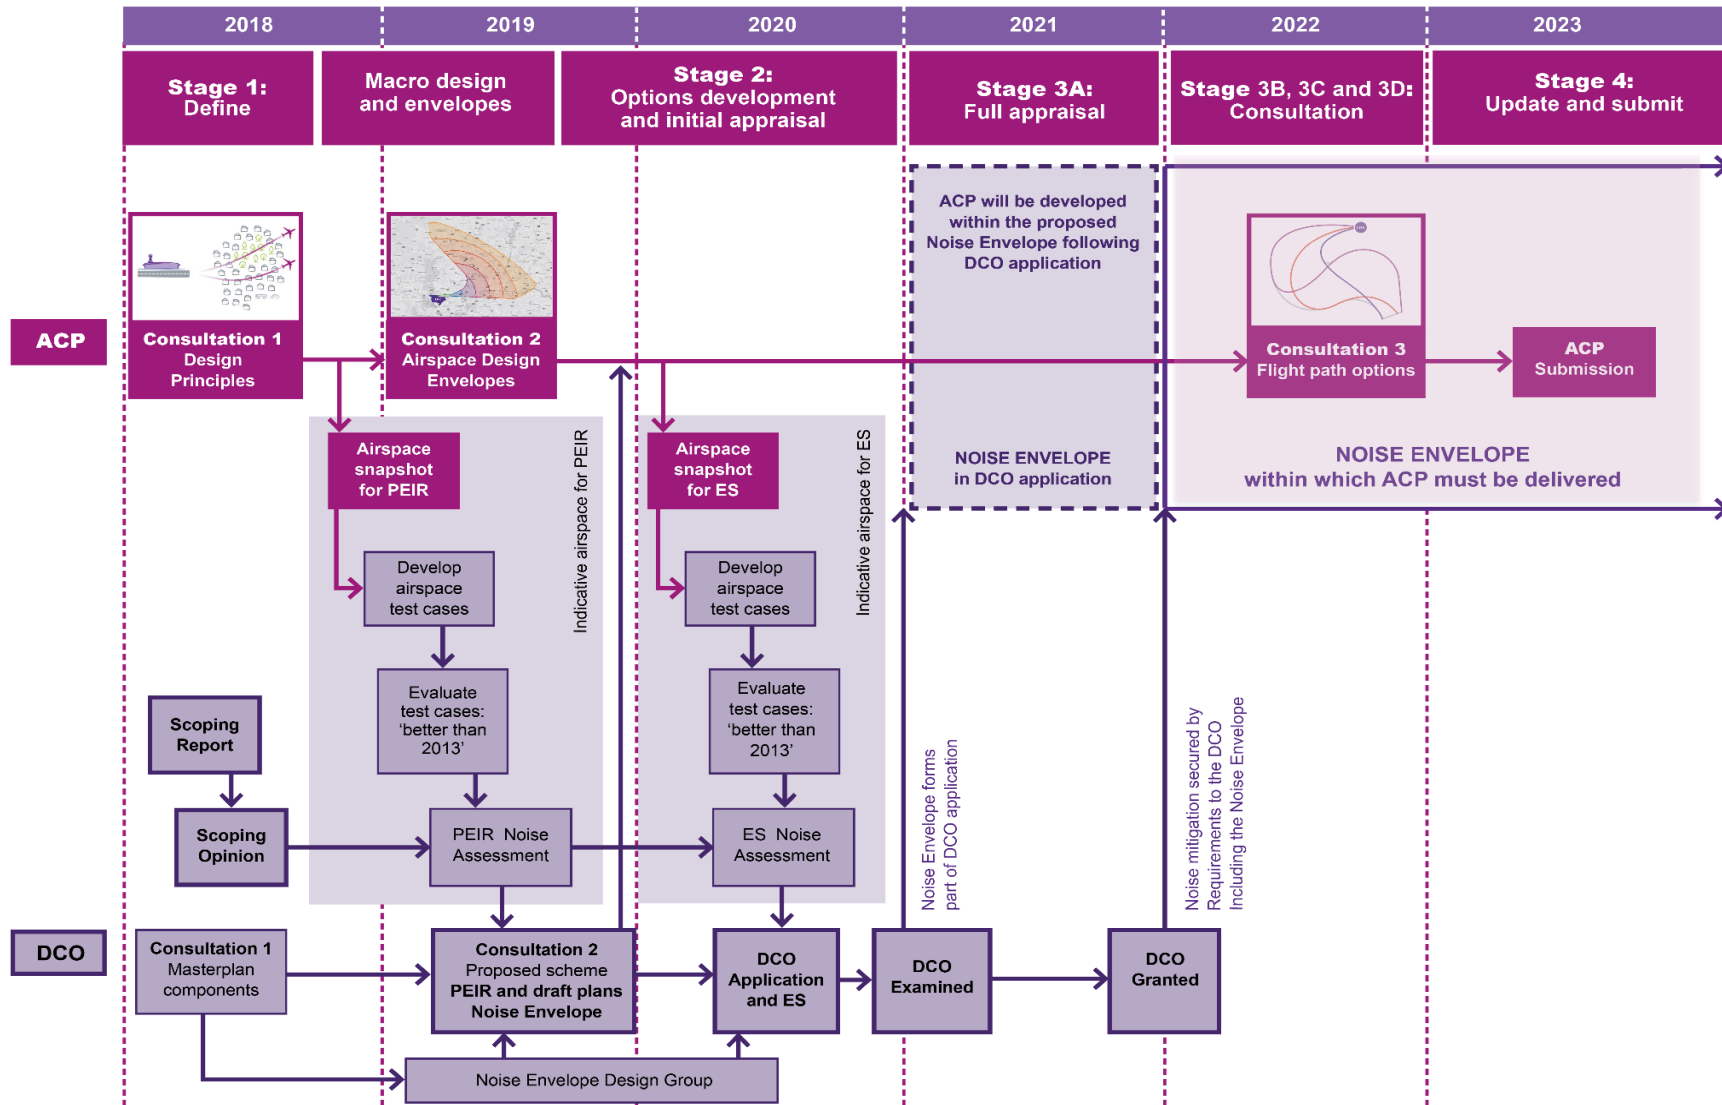 2018
2019
2020
2021
2022
2023
Stage 1:
Define
Macro design
and envelopes
Stage 2:
Options development
and initial appraisal
Stage 3A:
Full appraisal
Stage 3B, 3C and 3D:
Consultation
Stage 4:
Update and submit
ACP
Consultation 1
Design
Principles
Consultation 2
Airspace Design
Envelopes
ACP will be developed
within the proposed
Noise Envelope following
DCO application
NOISE ENVELOPE
in DCO application
Consultation 3
Flight path options
ACP
Submission
NOISE ENVELOPE
within which ACP must be delivered
Airspace
snapshot
for PEIR
Develop
airspace
test cases
Evaluate
test cases:
‘better than
2013’
PEIR Noise
Assessment
Indicative airspace for PEIR
Airspace
snapshot
for ES
Develop
airspace
test cases
Evaluate
test cases:
‘better than
2013’
ES Noise
Assessment
Indicative airspace for ES
Scoping
Report
Scoping
Opinion
Noise Envelope forms
part of DCO application
Noise mitigation secured by
Requirements to the DCO
Including the Noise Envelope
DCO
Consultation 1
Masterplan
components
Consultation 2
Proposed scheme
PEIR and draft plans
Noise Envelope
DCO
Application
and ES
DCO
Examined
DCO
Granted
Noise Envelope Design Group